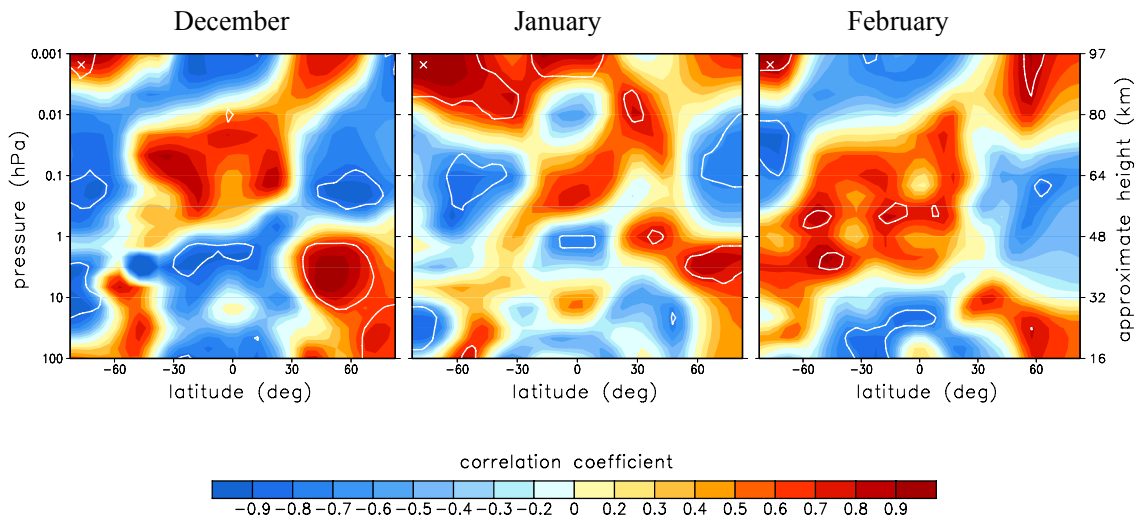 December January February
0.001
0.01
0.1
1
10
100
pressure (hPa)
-60 -30 0 30 60
-60 -30 0 30 60
-60 -30 0 30 60
latitude (deg) latitude (deg) latitude (deg)
97
80
64
48
32
16
approximate height (km)
correlation coefficient
-0.9 -0.8 -0.7 -0.6 -0.5 -0.4 -0.3 -0.2 0 0.2 0.3 0.4 0.5 0.6 0.7 0.8 0.9